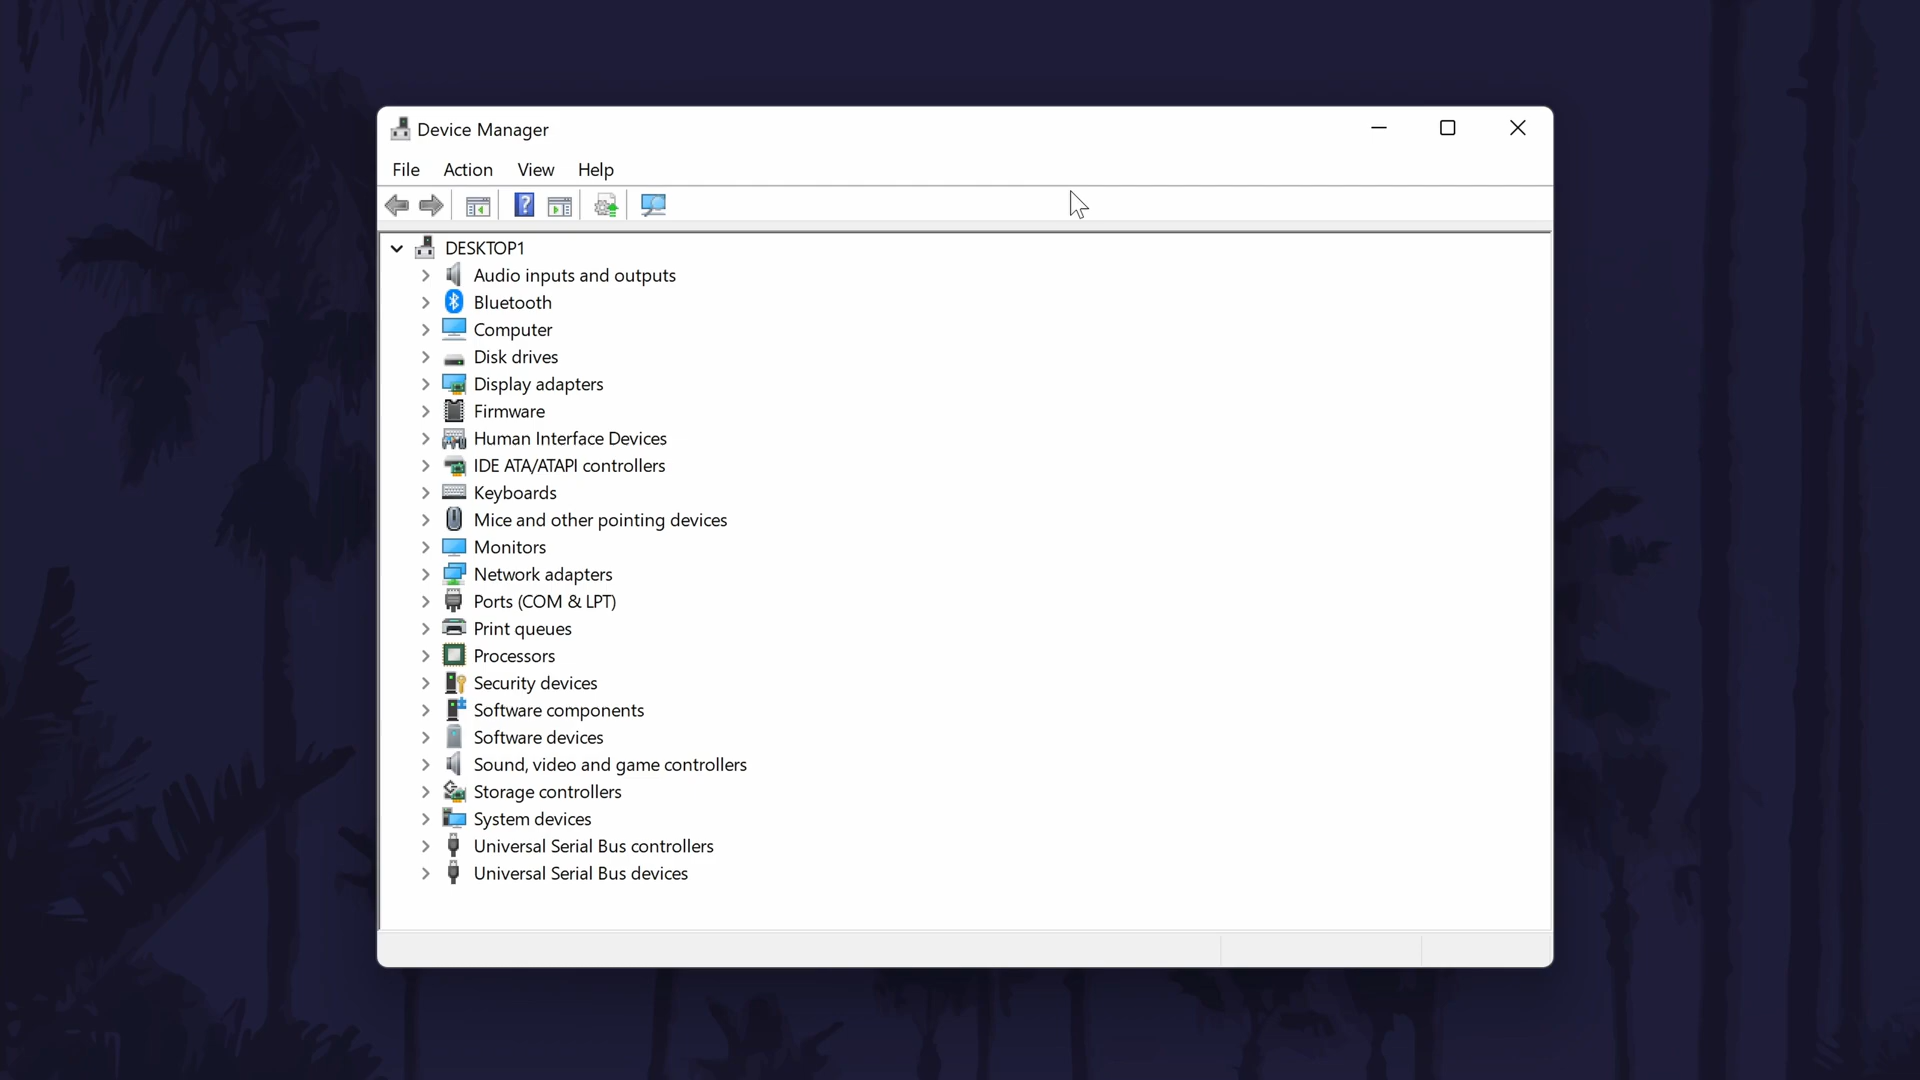 Device Manager
File Action View Help
DESKTOP1
Audio inputs and outputs
Bluetooth
Computer
Disk drives
Display adapters
Firmware
Human Interface Devices
IDE ATA/ATAPI controllers
Keyboards
Mice and other pointing devices
Monitors
Network adapters
Ports (COM & LPT)
Print queues
Processors
Security devices
Software components
Software devices
Sound, video and game controllers
Storage controllers
System devices
Universal Serial Bus controllers
Universal Serial Bus devices